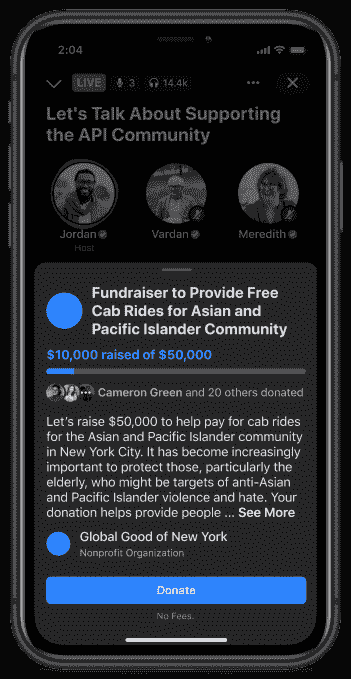 2:04
LIVE 3 14.4k
Let's Talk About Supporting
the API Community
Jordan Vardan Meredith
Host
Fundraiser to Provide Free
Cab Rides for Asian and
Pacific Islander Community
$10,000 raised of $50,000
Cameron Green and 20 others donated
Let's raise $50,000 to help pay for cab rides
for the Asian and Pacific Islander community
in New York City. It has become increasingly
important to protect those, particularly the
elderly, who might be targets of anti-Asian
and Pacific Islander violence and hate. Your
donation helps provide people ... See More
Global Good of New York
Nonprofit Organization
Donate
No Fees.